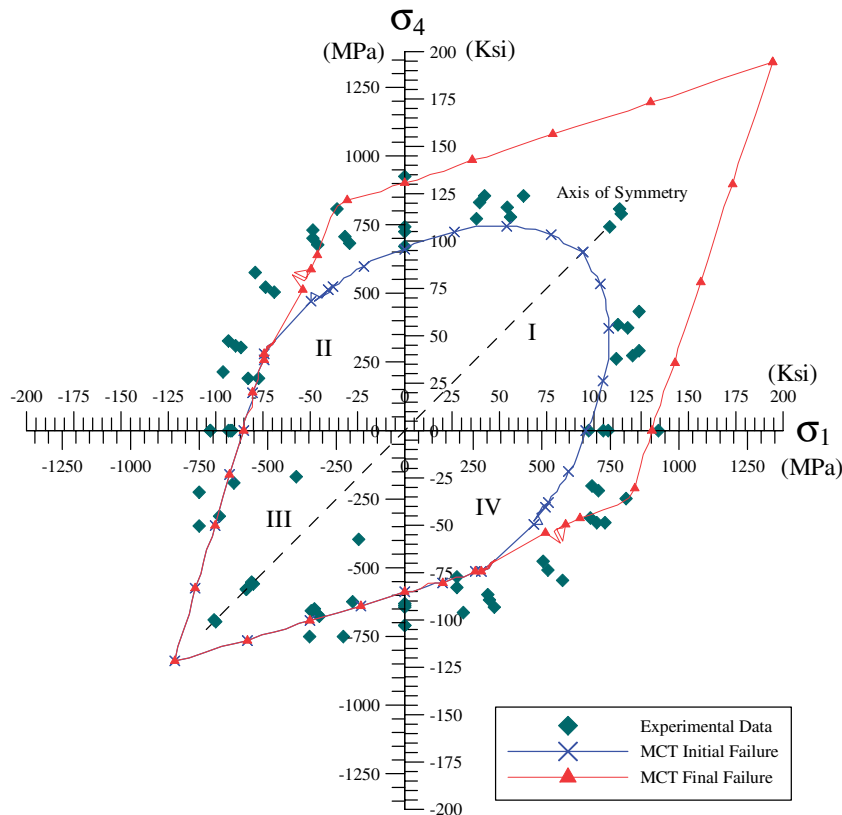 σ4
(MPa) (Ksi)
200
1250
175
150
1000
Axis of Symmetry
125
750
100
500
75
I
II
50
250
25
(Ksi)
-200 -175 -150 -125 -100 -75 -50 -25 0 25 50 75 100 125 150 175 200
0 0
σ1
-1250 -1000 -750 -500 -250 0 250 500 750 1000 1250 (MPa)
-25
-250
III
IV
-50
-500
-75
-100
-750
-125
-1000
-150
Experimental Data
-175
MCT Initial Failure
-1250
MCT Final Failure
-200